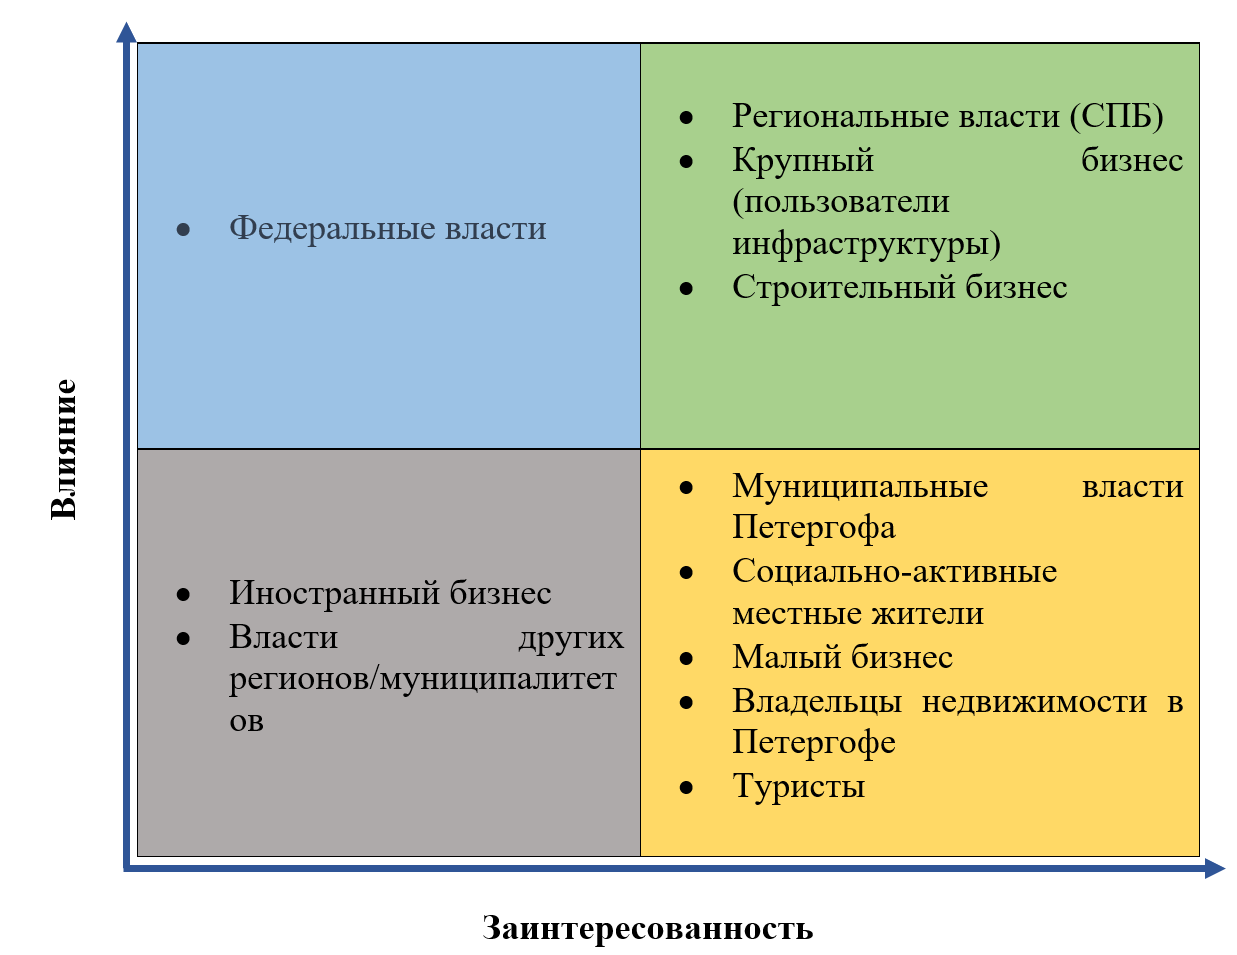 Влияние
Федеральные власти
Региональные власти (СПБ)
Крупный бизнес
(пользователи
инфраструктуры)
Строительный бизнес
Иностранный бизнес
Власти других
регионов/муниципалитет
ов
Муниципальные власти
Петергофа
Социально-активные
местные жители
Малый бизнес
Владельцы недвижимости в
Петергофе
Туристы
Заинтересованность